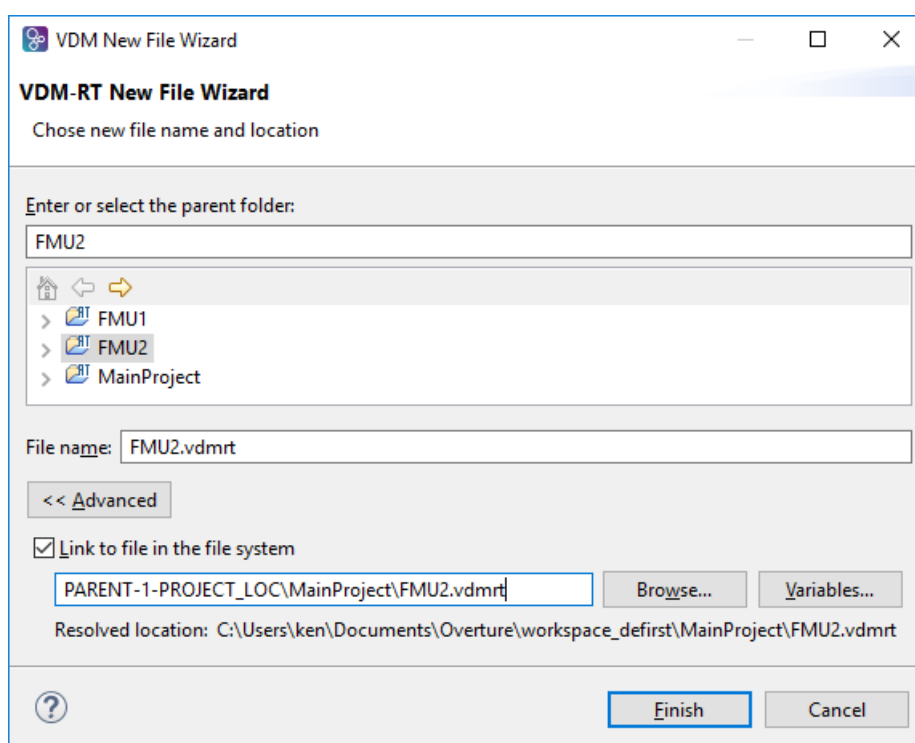 VDM New File Wizard
VDM-RT New File Wizard
Chose new file name and location
Enter or select the parent folder:
FMU2
RT FMU1
RT FMU2
RT MainProject
File name: FMU2.vdmrt
<< Advanced
Link to file in the file system
PARENT-1-PROJECT_LOC\MainProject\FMU2.vdmrt Browse... Variables...
Resolved location: C:\Users\ken\Documents\Overture\workspace_defirst\MainProject\FMU2.vdmrt
? Finish Cancel